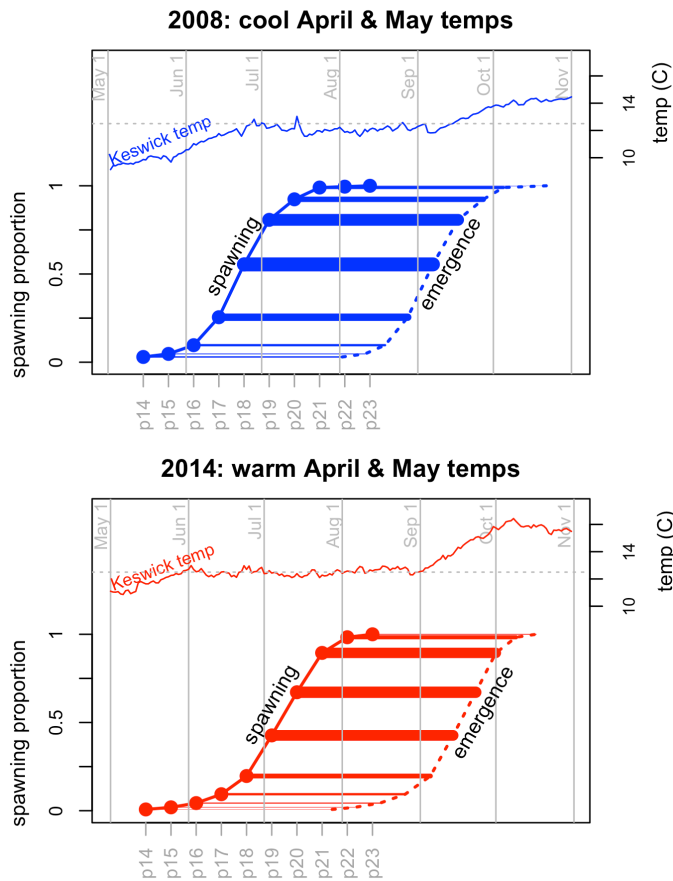 2008: cool April & May temps
May 1
Jun 1
Jul 1
Aug 1
Sep 1
Oct 1
Nov 1
Keswick temp
14
10
temp (C)
spawning proportion
1
0.5
0
spawning
emergence
p14
p15
p16
p17
p18
p19
p20
p21
p22
p23
2014: warm April & May temps
May 1
Jun 1
Jul 1
Aug 1
Sep 1
Oct 1
Nov 1
Keswick temp
14
10
temp (C)
spawning proportion
1
0.5
0
spawning
emergence
p14
p15
p16
p17
p18
p19
p20
p21
p22
p23